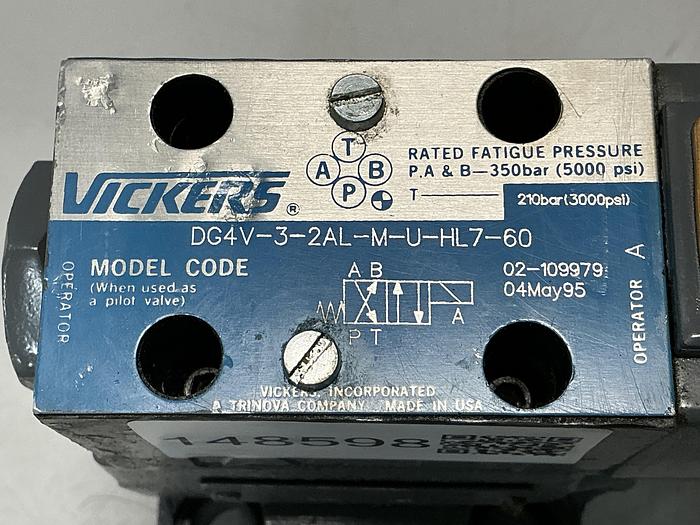 T
A B
P
VICKERS ®
RATED FATIGUE PRESSURE
P,A & B—350bar (5000 psi)
T— 210bar(3000psi)
DG4V-3-2AL-M-U-HL7-60
MODEL CODE
(When used as
a pilot valve)
OPERATOR
A B
A
P T
02-109979
04May95
OPERATOR A
VICKERS, INCORPORATED
A TRINOVA COMPANY MADE IN USA
148598